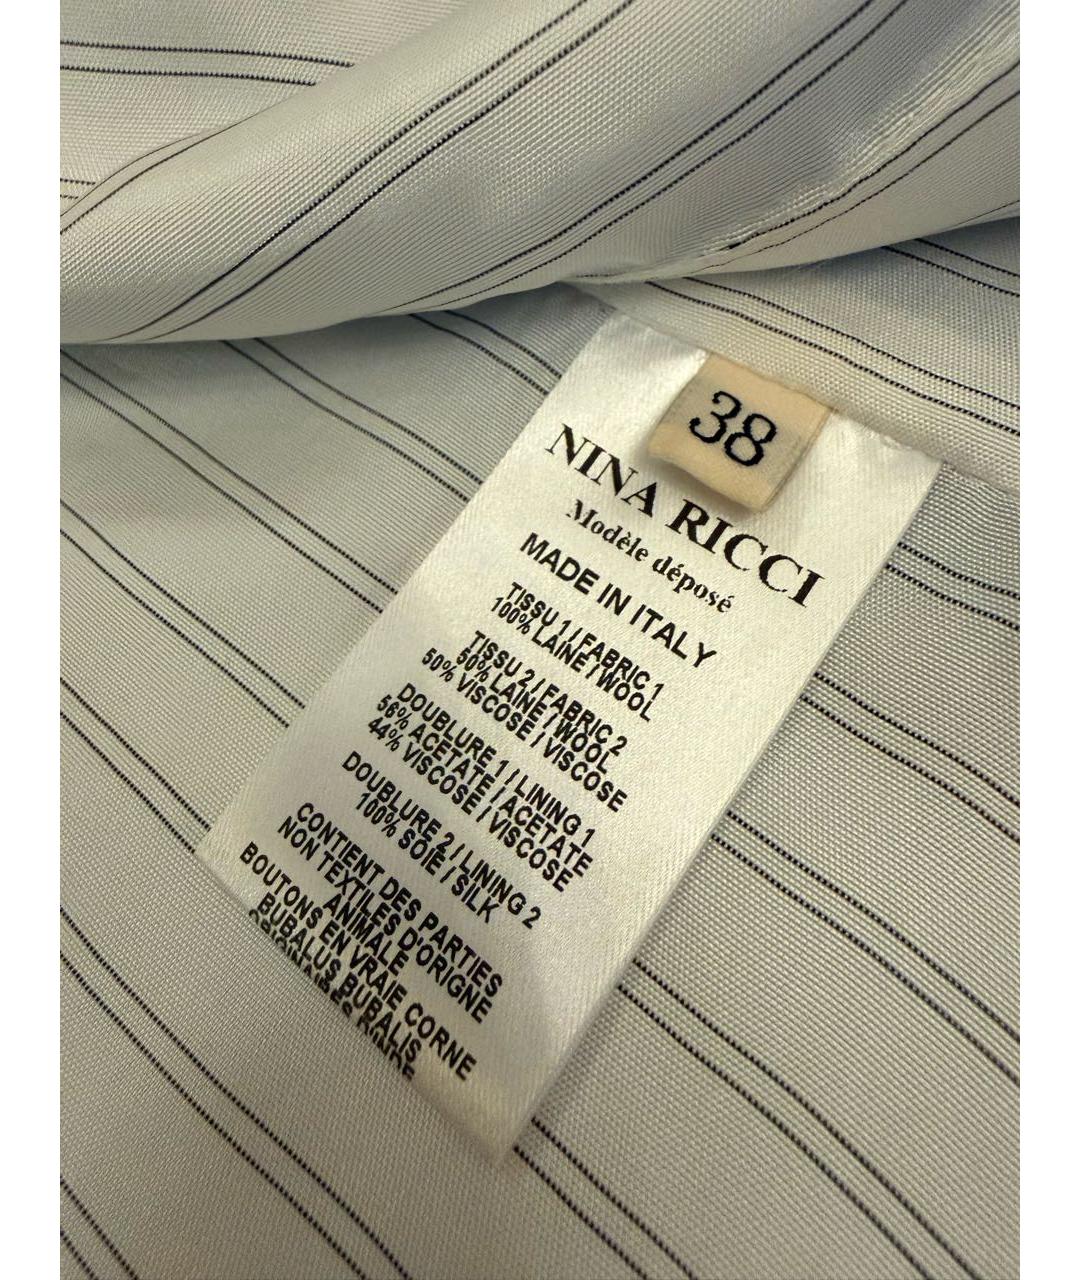 38
NINA RICCI
Modèle déposé
MADE IN ITALY
TISSU 1 / FABRIC 1
100% LAINE / WOOL
TISSU 2 / FABRIC 2
50% LAINE / WOOL
50% VISCOSE / VISCOSE
DOUBLURE 1 / LINING 1
56% ACETATE / ACETATE
44% VISCOSE / VISCOSE
DOUBLURE 2 / LINING 2
100% SOIE / SILK
CONTIENT DES PARTIES
NON TEXTILES D'ORIGNE
ANIMALE
BOUTONS EN VRAIE CORNE
BUBALUS BUBALIS